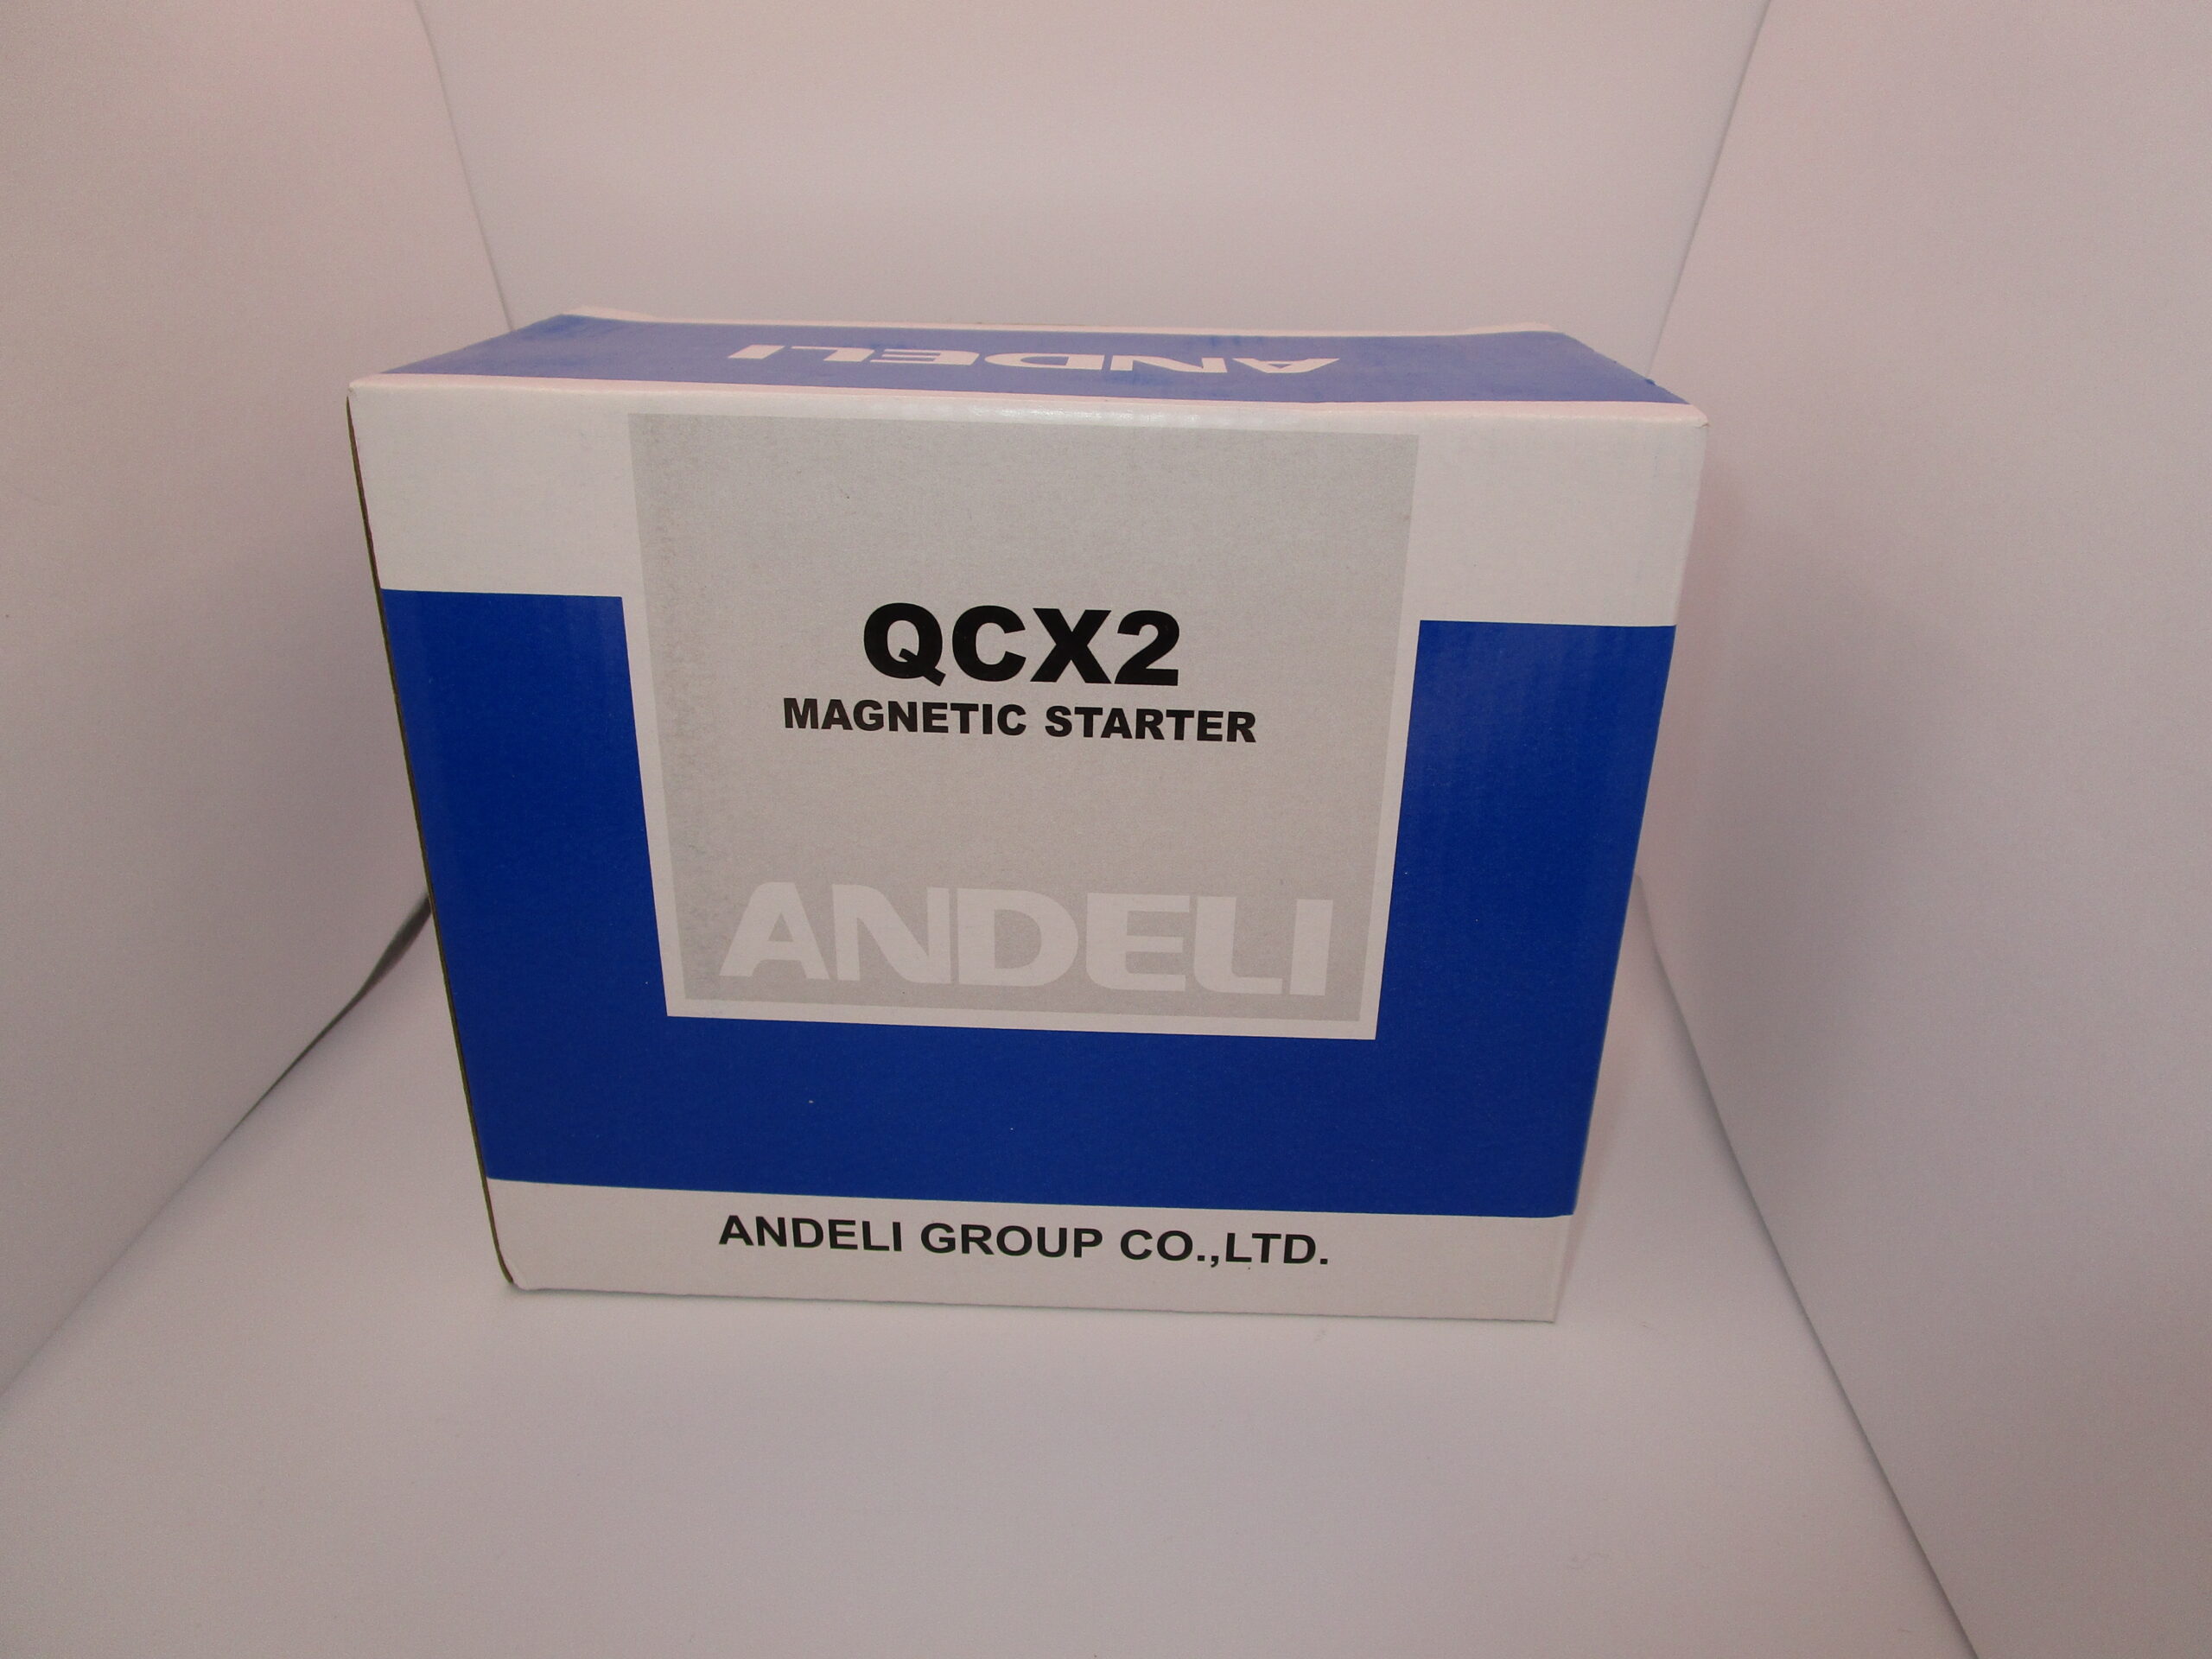 ANDELI
QCX2
MAGNETIC STARTER
ANDELI
ANDELI GROUP CO.,LTD.